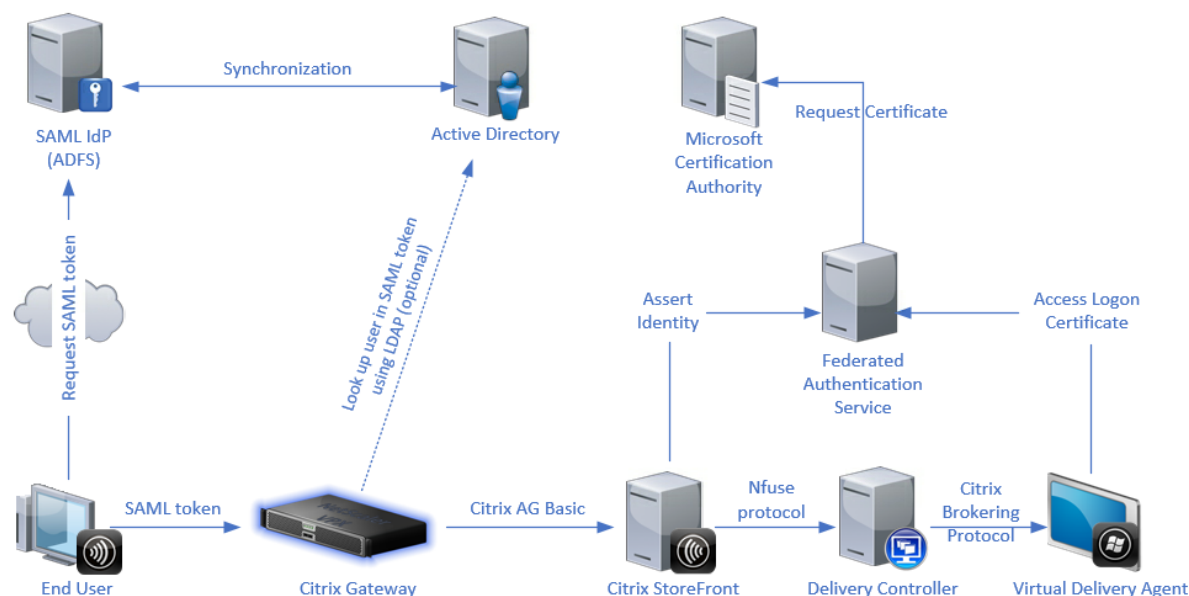 Synchronization
SAML IdP
(ADFS)
Active Directory
Request Certificate
Microsoft
Certification
Authority
Request SAML token
Look up user in SAML token
using LDAP (optional)
Assert
Identity
Access Logon
Certificate
Federated
Authentication
Service
SAML token
Citrix AG Basic
Nfuse
protocol
Citrix
Brokering
Protocol
End User
Citrix Gateway
Citrix StoreFront
Delivery Controller
Virtual Delivery Agent